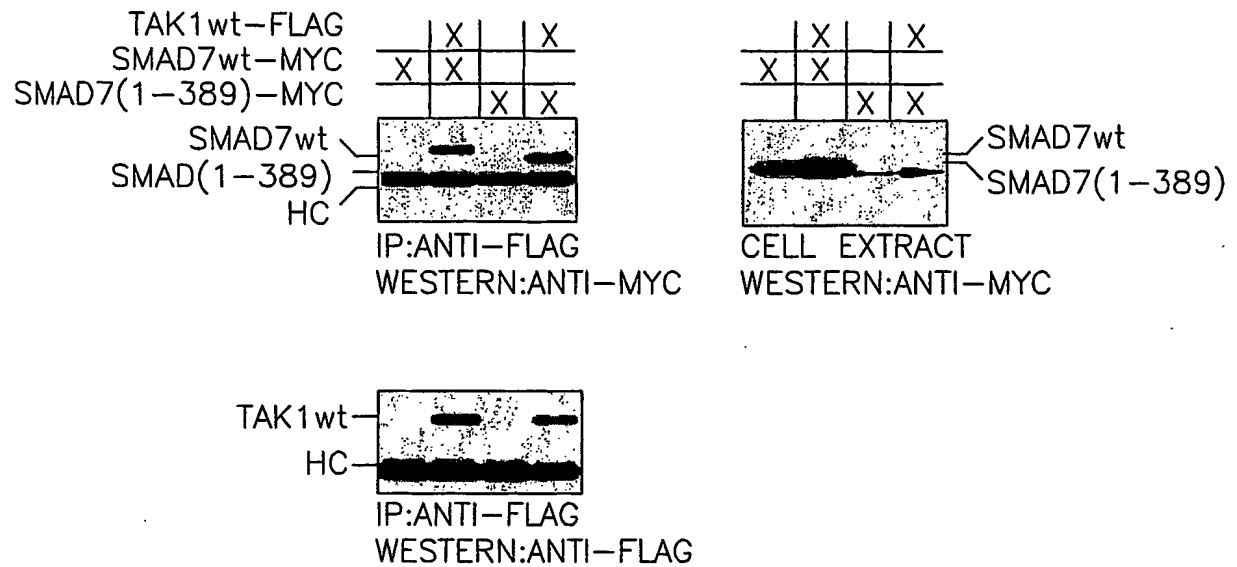 TAK1wt-FLAG
SMAD7wt-MYC
SMAD7(1-389)-MYC
X X
X X
X X
SMAD7wt
SMAD(1-389)
HC
IP:ANTI-FLAG
WESTERN:ANTI-MYC
X X
X X
X X
SMAD7wt
SMAD7(1-389)
CELL EXTRACT
WESTERN:ANTI-MYC
TAK1wt
HC
IP:ANTI-FLAG
WESTERN:ANTI-FLAG